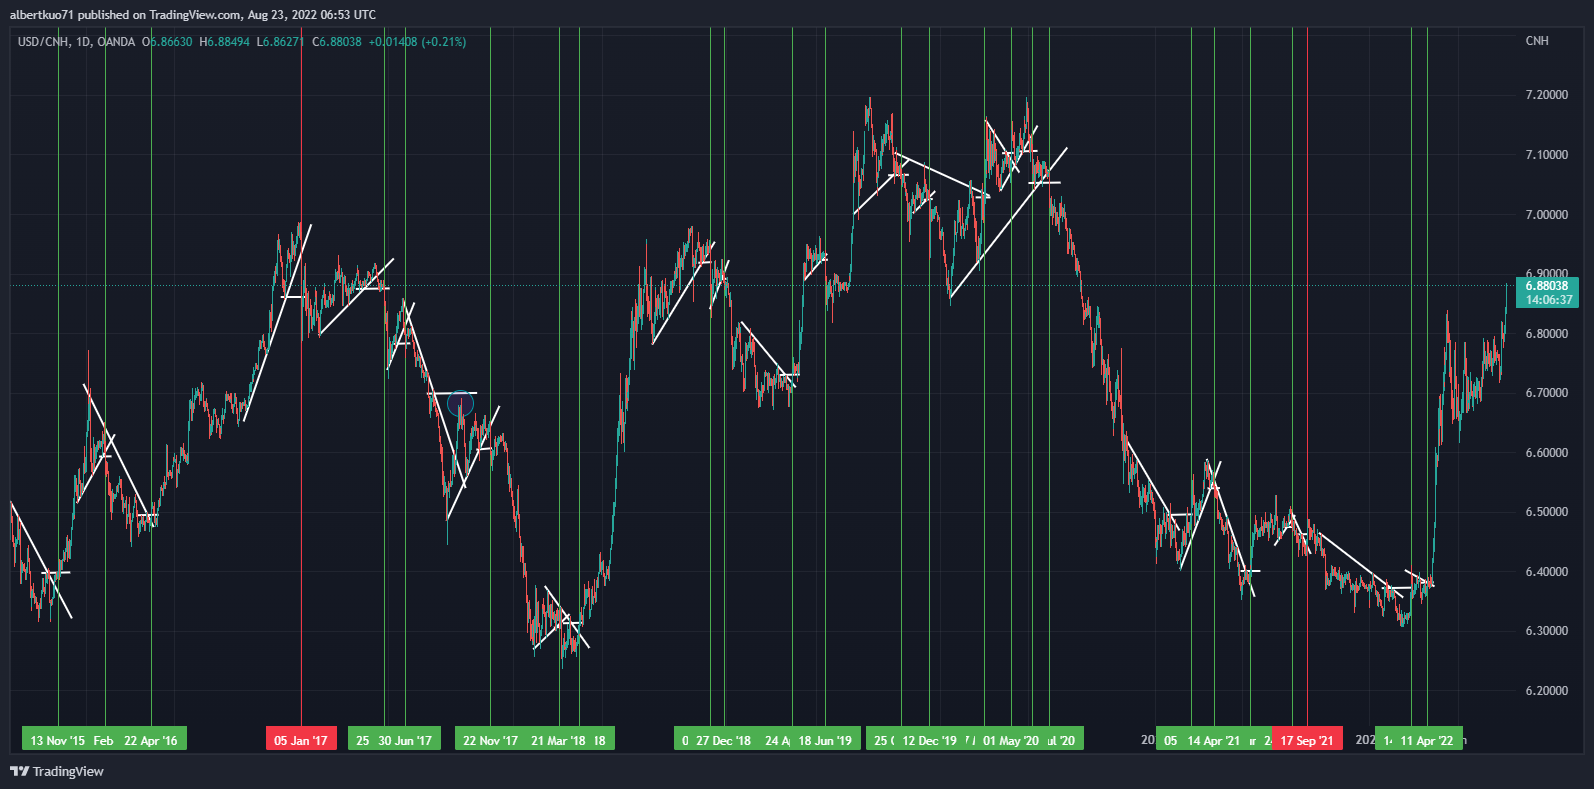 albertkuo71 published on TradingView.com, Aug 23, 2022 06:53 UTC
USD/CNH, 1D, OANDA O6.86630 H6.88494 L6.86271 C6.88038 +0.01408 (+0.21%)
CNH
7.20000
7.10000
7.00000
6.90000
6.88038
14:06:37
6.80000
6.70000
6.60000
6.50000
6.40000
6.30000
6.20000
13 Nov '15 Feb 22 Apr '16 05 Jan '17 25 30 Jun '17 22 Nov '17 21 Mar '18 18 27 Dec '18 24 18 Jun '19 25 12 Dec '19 01 May '20 ul '20 05 14 Apr '21 17 Sep '21 11 Apr '22
TradingView